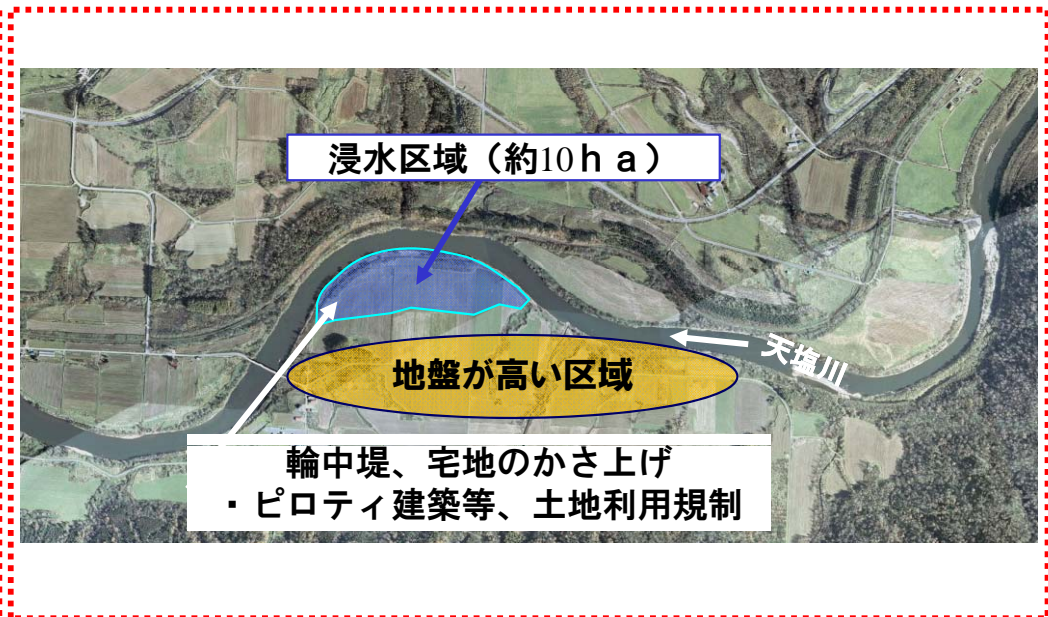 浸水区域（約10ｈａ）
天塩川
地盤が高い区域
輪中堤、宅地のかさ上げ
・ピロティ建築等、土地利用規制